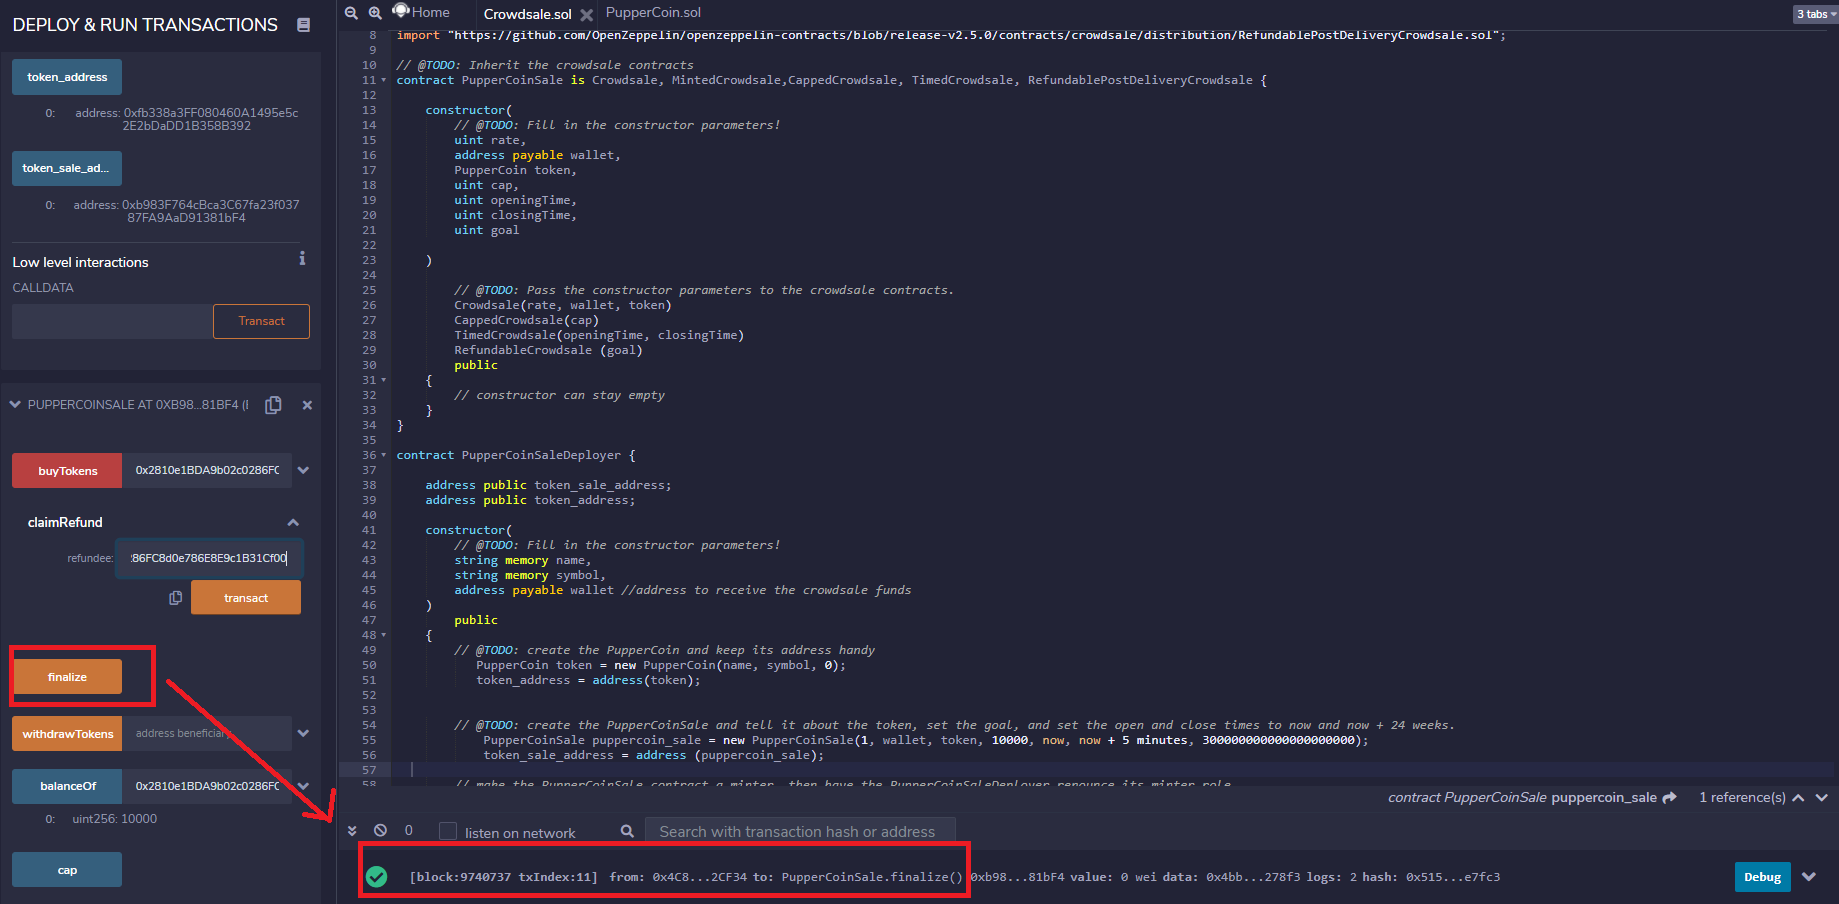 DEPLOY & RUN TRANSACTIONS
token_address
0: address: 0xfb338a3FF080460A1495e5c
2E2bDaDD1B358B392
token_sale_ad...
0: address: 0xb983F764cBca3C67fa23f037
87FA9AaD91381bF4
Low level interactions
CALLDATA
Transact
PUPPERCOINSALE AT 0XB98...81BF4 (
buyTokens 0x2810e1BDA9b02c0286FC
claimRefund
refundee: 86FC8d0e786E8E9c1B31Cf00
transact
finalize
withdrawTokens address beneficiary
balanceOf 0x2810e1BDA9b02c0286FC
0: uint256: 10000
cap
Home Crowdsale.sol PupperCoin.sol 3 tabs
8 import "https://github.com/OpenZeppelin/openzeppelin-contracts/blob/release-v2.5.0/contracts/crowdsale/distribution/RefundablePostDeliveryCrowdsale.sol";
9
10 // @TODO: Inherit the crowdsale contracts
11 contract PupperCoinSale is Crowdsale, MintedCrowdsale,CappedCrowdsale, TimedCrowdsale, RefundablePostDeliveryCrowdsale {
12
13 constructor(
14 // @TODO: Fill in the constructor parameters!
15 uint rate,
16 address payable wallet,
17 PupperCoin token,
18 uint cap,
19 uint openingTime,
20 uint closingTime,
21 uint goal
22
23 )
24
25 // @TODO: Pass the constructor parameters to the crowdsale contracts.
26 Crowdsale(rate, wallet, token)
27 CappedCrowdsale(cap)
28 TimedCrowdsale(openingTime, closingTime)
29 RefundableCrowdsale (goal)
30 public
31 {
32 // constructor can stay empty
33 }
34 }
35
36 contract PupperCoinSaleDeployer {
37
38 address public token_sale_address;
39 address public token_address;
40
41 constructor(
42 // @TODO: Fill in the constructor parameters!
43 string memory name,
44 string memory symbol,
45 address payable wallet //address to receive the crowdsale funds
46 )
47 public
48 {
49 // @TODO: create the PupperCoin and keep its address handy
50 PupperCoin token = new PupperCoin(name, symbol, 0);
51 token_address = address(token);
52
53
54 // @TODO: create the PupperCoinSale and tell it about the token, set the goal, and set the open and close times to now and now + 24 weeks.
55 PupperCoinSale puppercoin_sale = new PupperCoinSale(1, wallet, token, 10000, now, now + 5 minutes, 300000000000000000000);
56 token_sale_address = address (puppercoin_sale);
57
58 // make the PupperCoinSale contract a minter, then have the PupperCoinSaleDeployer renounce its minter role
contract PupperCoinSale puppercoin_sale 1 reference(s)
0 listen on network Search with transaction hash or address
[block:9740737 txIndex:11] from: 0x4C8...2CF34 to: PupperCoinSale.finalize() 0xb98...81bF4 value: 0 wei data: 0x4bb...278f3 logs: 2 hash: 0x515...e7fc3
Debug